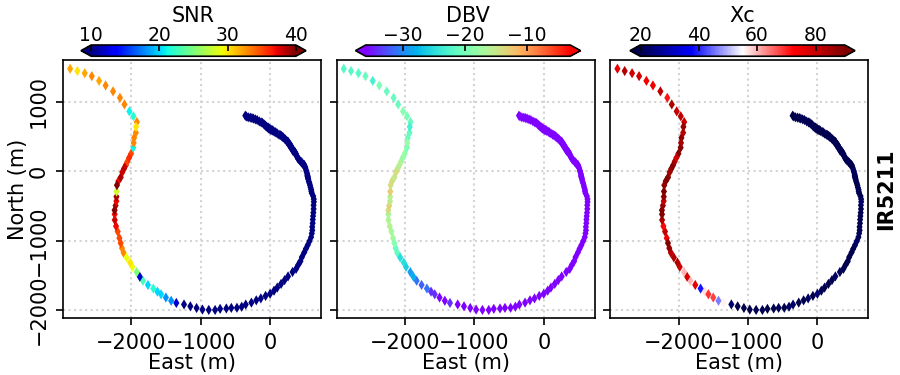 SNR DBV Xc
10 20 30 40 −30 −20 −10 20 40 60 80
1000
0
−1000
−2000
North (m)
−2000 −1000 0 −2000 −1000 0 −2000 −1000 0
East (m) East (m) East (m)
IR5211